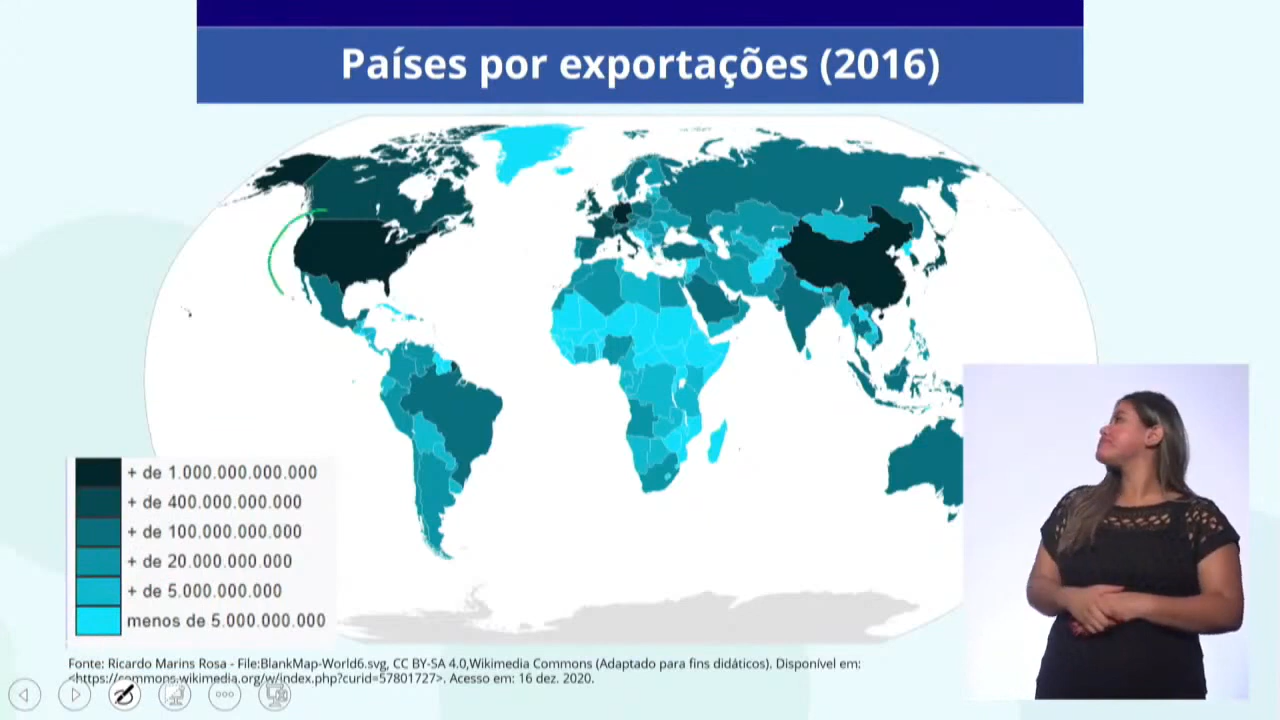 Países por exportações (2016)
+ de 1.000.000.000.000
+ de 400.000.000.000
+ de 100.000.000.000
+ de 20.000.000.000
+ de 5.000.000.000
menos de 5.000.000.000
Fonte: Ricardo Marins Rosa - File:BlankMap-World6.svg, CC BY-SA 4.0,Wikimedia Commons (Adaptado para fins didáticos). Disponível em:
<https://commons.wikimedia.org/w/index.php?curid=57801727>. Acesso em: 16 dez. 2020.